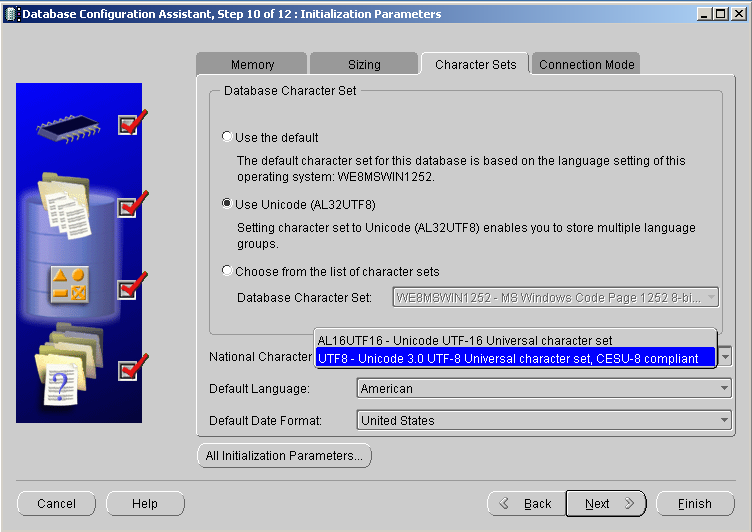 Database Configuration Assistant, Step 10 of 12 : Initialization Parameters
Memory
Sizing
Character Sets
Connection Mode
Database Character Set
Use the default
The default character set for this database is based on the language setting of this
operating system: WE8MSWIN1252.
Use Unicode (AL32UTF8)
Setting character set to Unicode (AL32UTF8) enables you to store multiple language
groups.
Choose from the list of character sets
Database Character Set:
WE8MSWIN1252 - MS Windows Code Page 1252 8-bi...
AL16UTF16 - Unicode UTF-16 Universal character set
National Character
UTF8 - Unicode 3.0 UTF-8 Universal character set, CESU-8 compliant
Default Language:
American
Default Date Format:
United States
All Initialization Parameters...
Cancel
Help
Back
Next
Finish